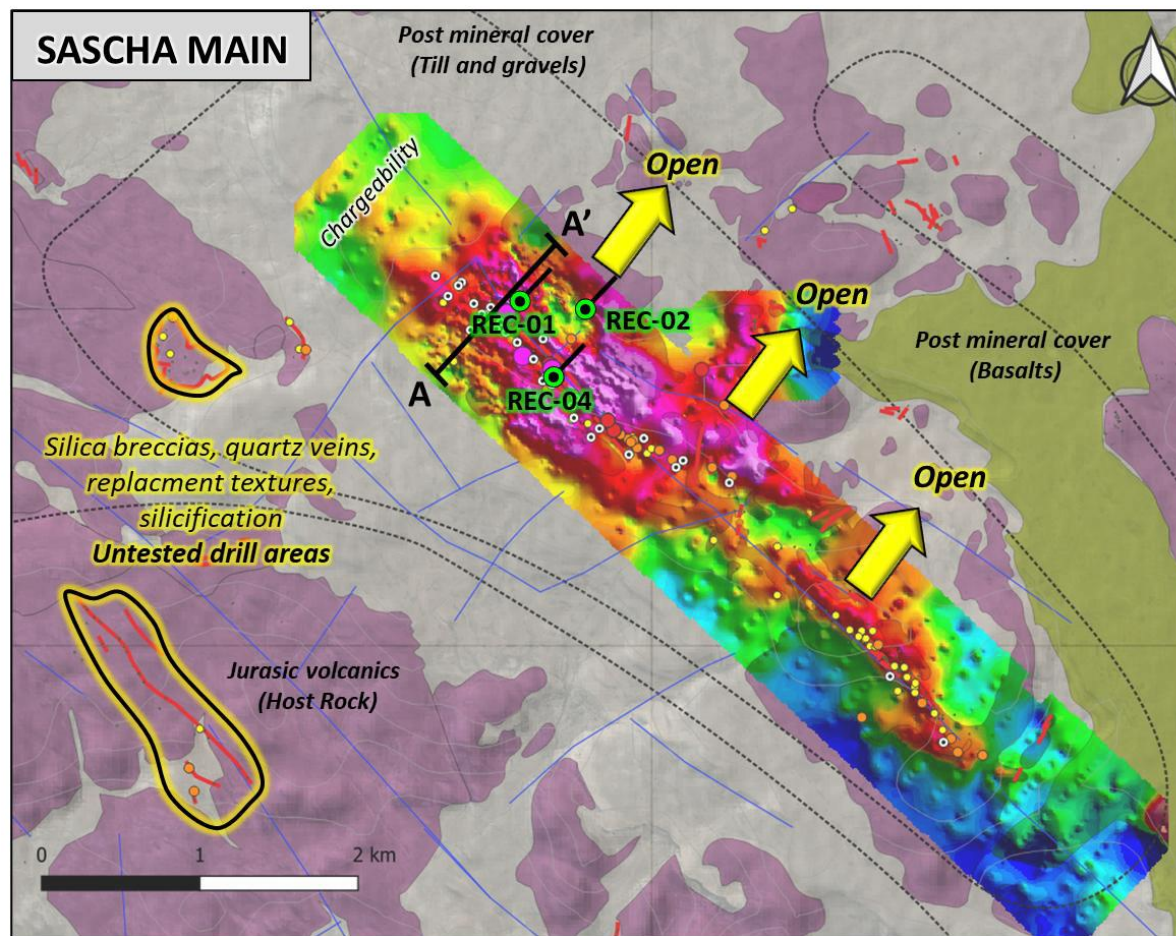 SASCHA MAIN
Post mineral cover
(Till and gravels)
Chargeability
Open
A'
Open
REC-01
REC-02
Post mineral cover
(Basalts)
A
REC-04
Open
Silica breccias, quartz veins,
replacment textures,
silicification
Untested drill areas
Jurasic volcanics
(Host Rock)
0 1 2 km